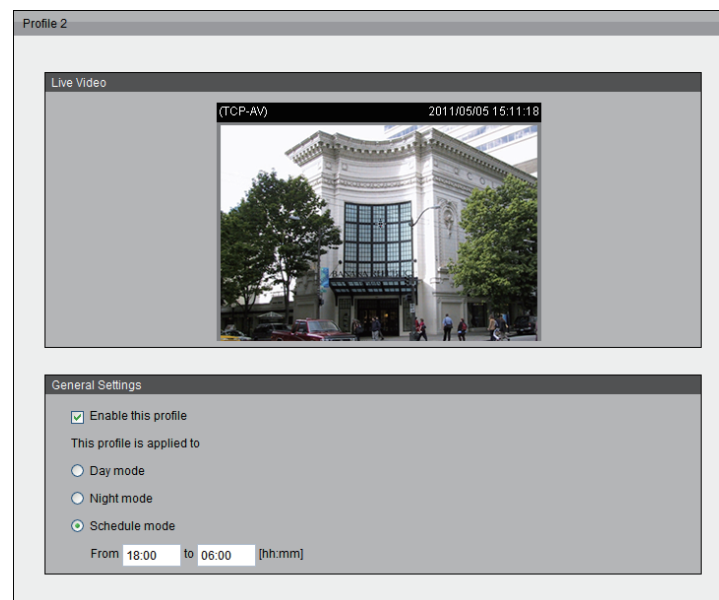 Profile 2
Live Video
(TCP-AV) 2011/05/05 15:11:18
General Settings
Enable this profile
This profile is applied to
Day mode
Night mode
Schedule mode
From 18:00 to 06:00 [hh:mm]